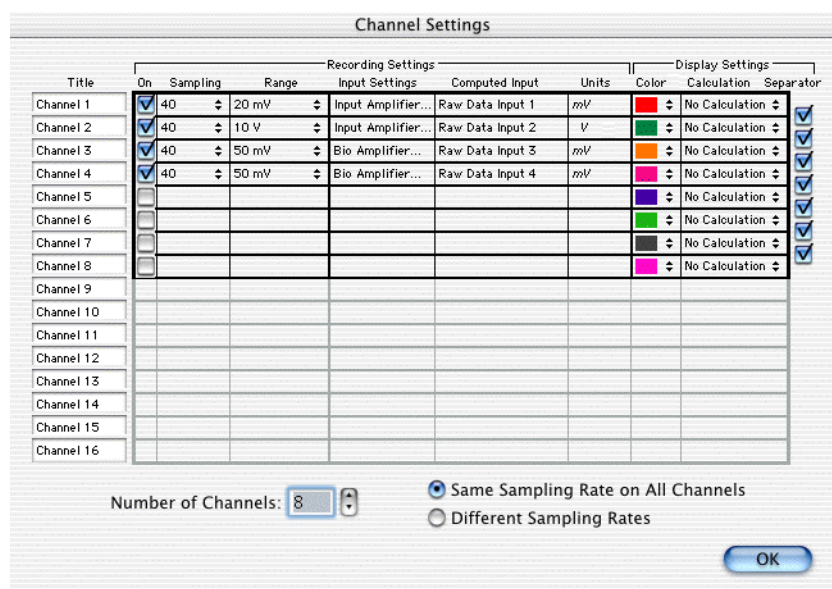 Channel Settings
Recording Settings Display Settings
Title On Sampling Range Input Settings Computed Input Units Color Calculation Separator
Channel 1 40 20 mV Input Amplifier... Raw Data Input 1 mV No Calculation
Channel 2 40 10 V Input Amplifier... Raw Data Input 2 V No Calculation
Channel 3 40 50 mV Bio Amplifier... Raw Data Input 3 mV No Calculation
Channel 4 40 50 mV Bio Amplifier... Raw Data Input 4 mV No Calculation
Channel 5 No Calculation
Channel 6 No Calculation
Channel 7 No Calculation
Channel 8 No Calculation
Channel 9
Channel 10
Channel 11
Channel 12
Channel 13
Channel 14
Channel 15
Channel 16
Number of Channels: 8
Same Sampling Rate on All Channels
Different Sampling Rates
OK